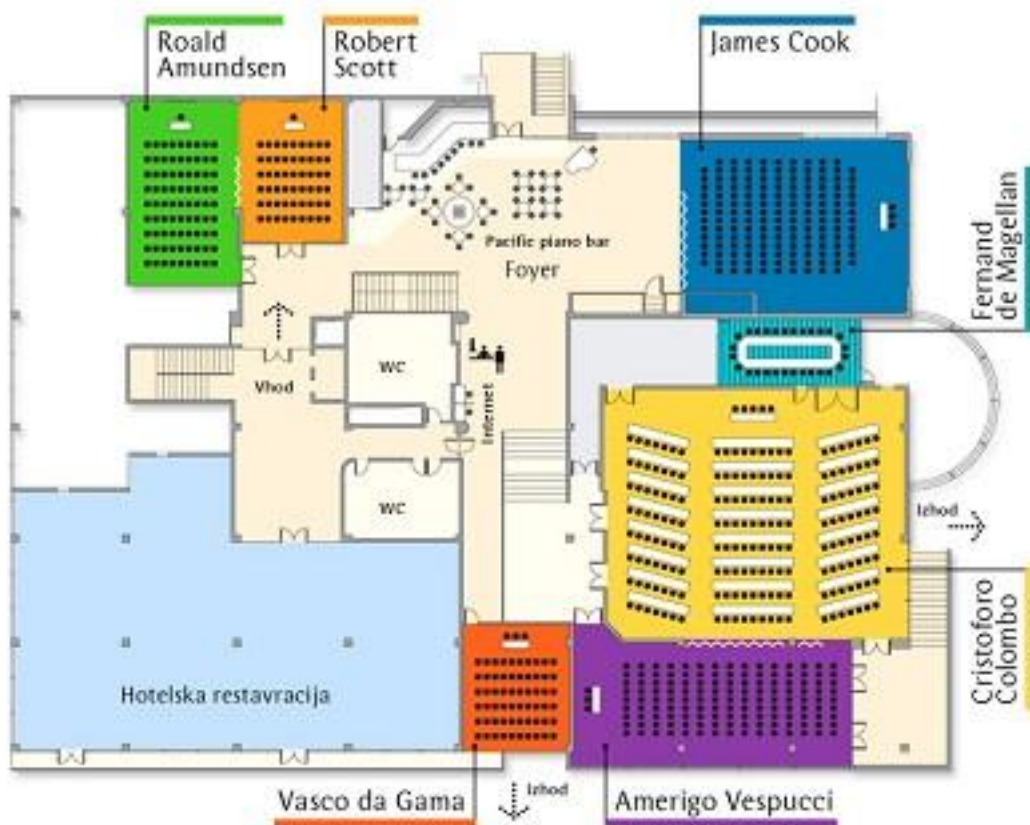 Roald
Amundsen
Robert
Scott
James Cook
Fernand
de Magellan
Pacific piano bar
Foyer
WC
Vhod
Internet
WC
Izhod
Cristoforo
Colombo
Hotelska restavracija
Vasco da Gama
Izhod
Amerigo Vespucci